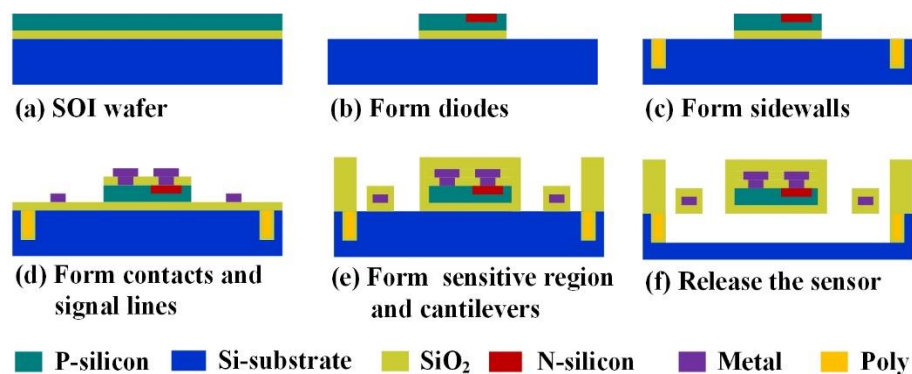 (a) SOI wafer
(b) Form diodes
(c) Form sidewalls
(d) Form contacts and
signal lines
(e) Form sensitive region
and cantilevers
(f) Release the sensor
P-silicon Si-substrate SiO₂ N-silicon Metal Poly